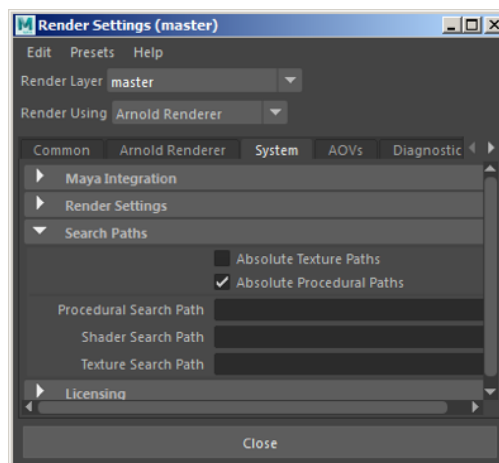 Render Settings (master)
Edit Presets Help
Render Layer master
Render Using Arnold Renderer
Common Arnold Renderer System AOVs Diagnostic
Maya Integration
Render Settings
Search Paths
Absolute Texture Paths
Absolute Procedural Paths
Procedural Search Path
Shader Search Path
Texture Search Path
Licensing
Close